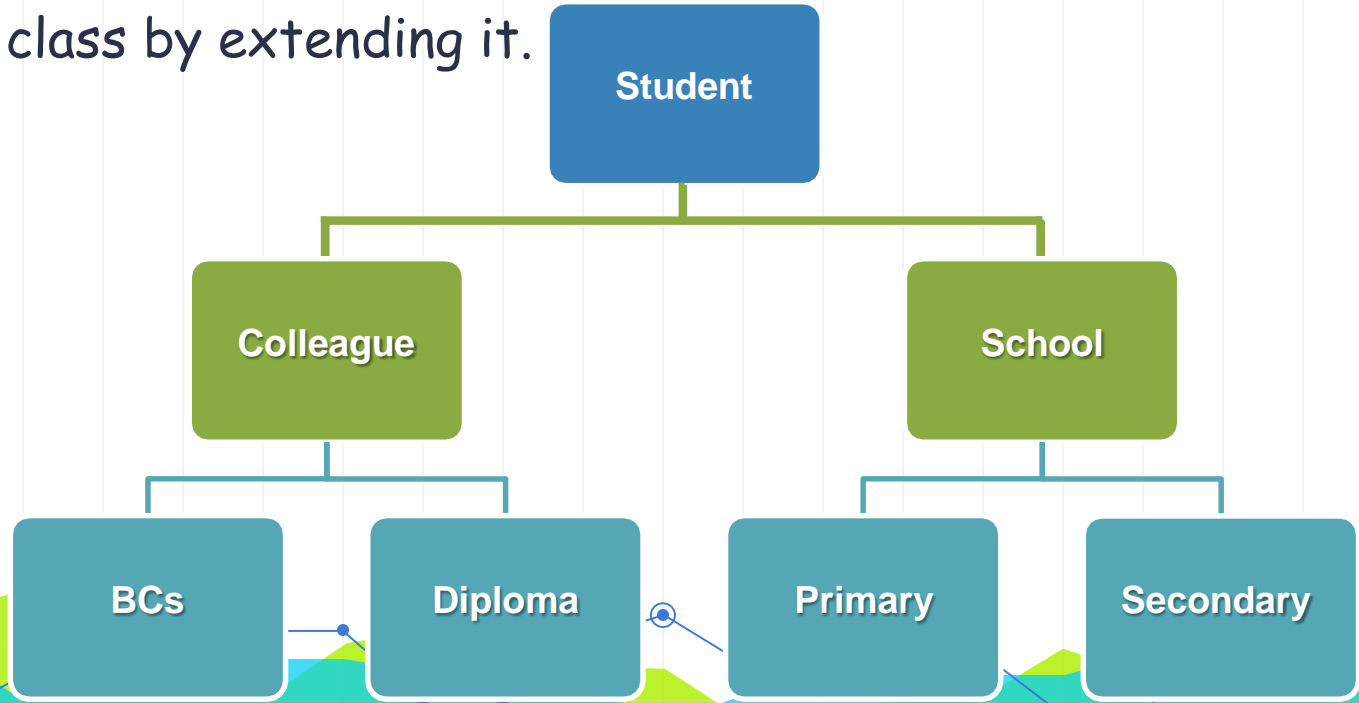 class by extending it.
Student
Colleague
School
BCs
Diploma
Primary
Secondary